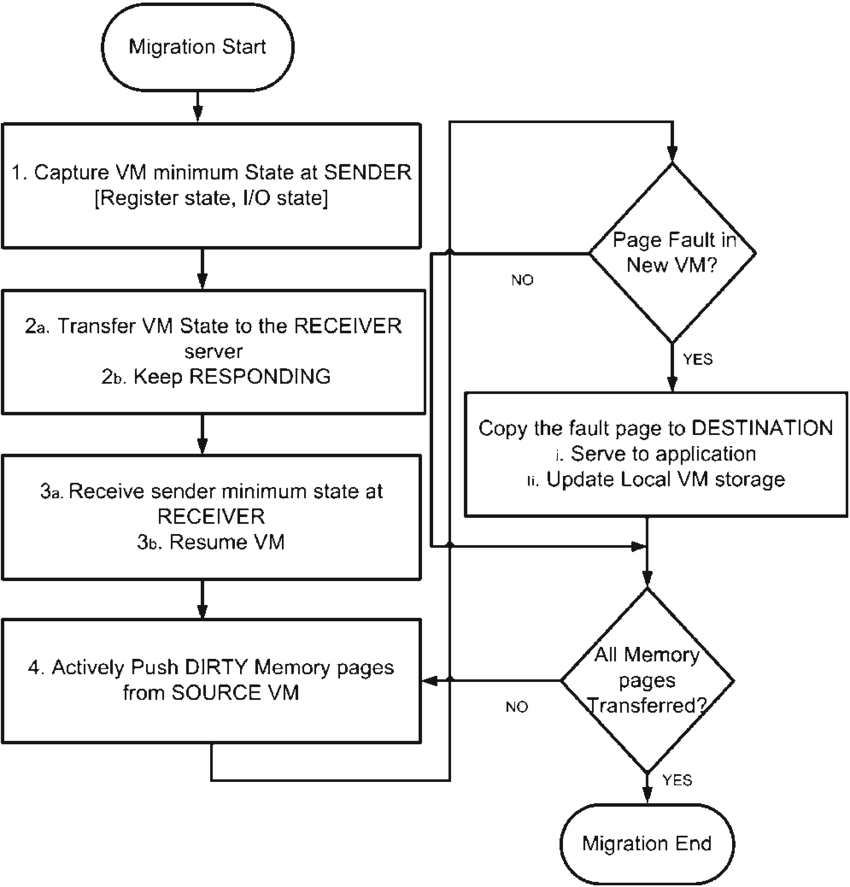 Migration Start
1. Capture VM minimum State at SENDER
[Register state, I/O state]
2a. Transfer VM State to the RECEIVER
server
2b. Keep RESPONDING
3a. Receive sender minimum state at
RECEIVER
3b. Resume VM
4. Actively Push DIRTY Memory pages
from SOURCE VM
Page Fault in
New VM?
NO
YES
Copy the fault page to DESTINATION
i. Serve to application
ii. Update Local VM storage
All Memory
pages
Transferred?
NO
YES
Migration End